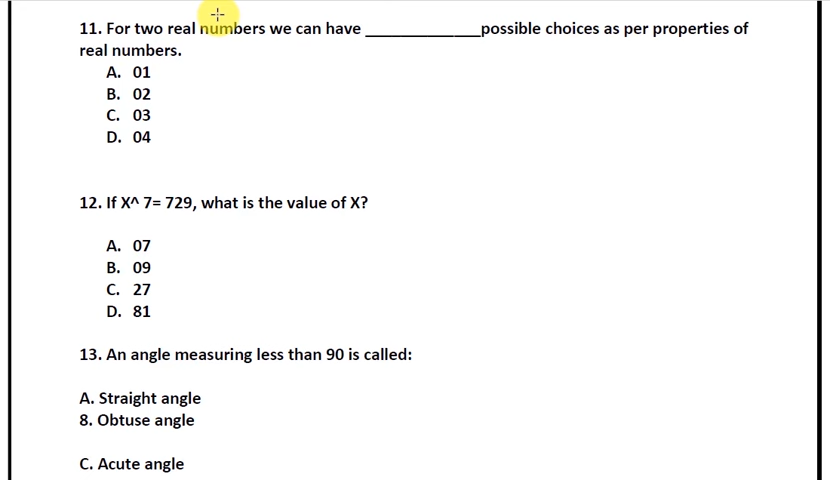 11. For two real numbers we can have _____________possible choices as per properties of
real numbers.
A. 01
B. 02
C. 03
D. 04
12. If X^ 7= 729, what is the value of X?
A. 07
B. 09
C. 27
D. 81
13. An angle measuring less than 90 is called:
A. Straight angle
8. Obtuse angle
C. Acute angle